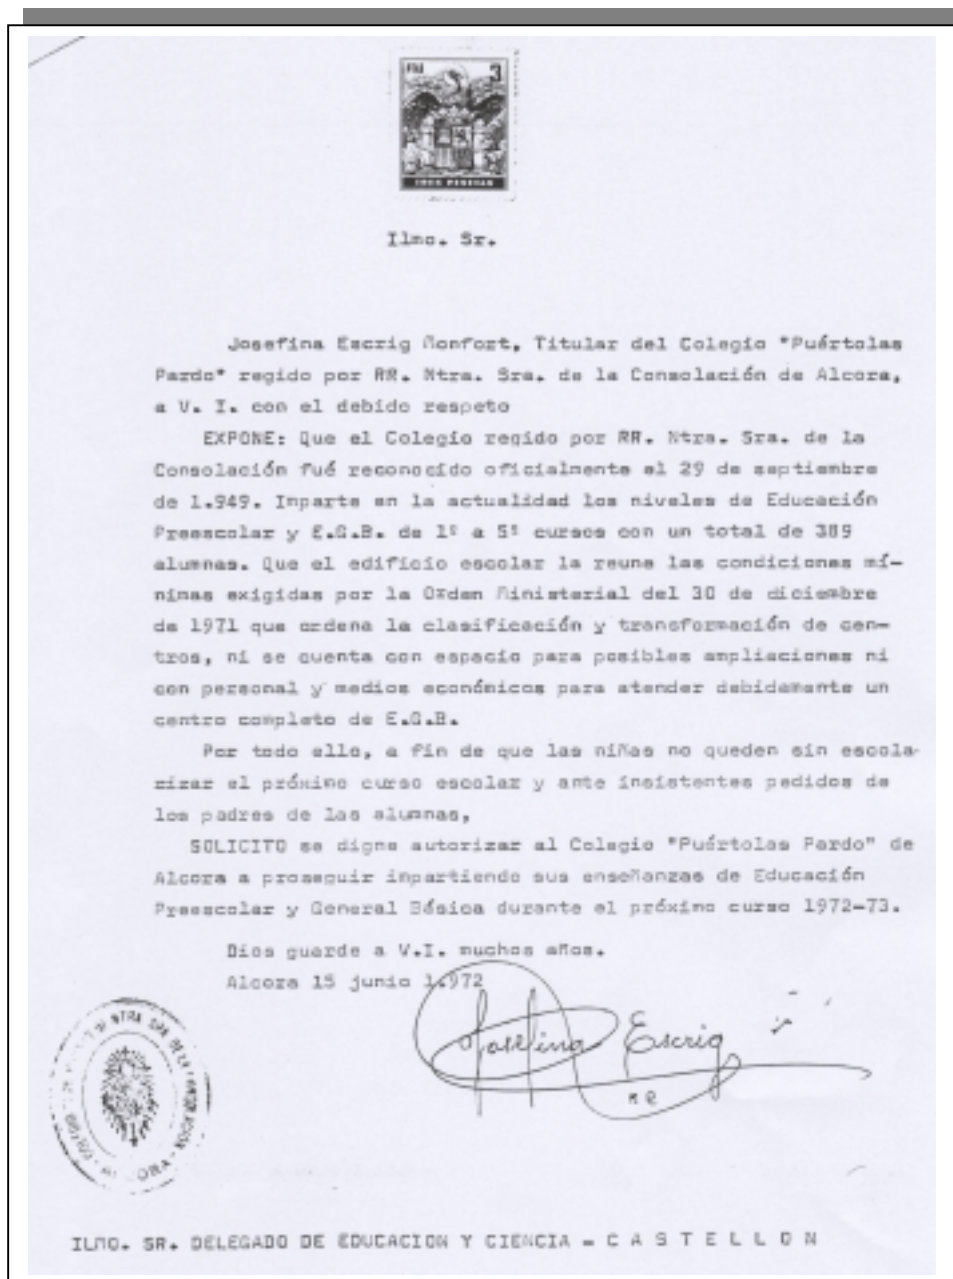 3
TRES PESETAS
Ilmo. Sr.
Josefina Escrig Monfort, Titular del Colegio "Puértolas
Pardo" regido por RR. Ntra. Sra. de la Consolación de Alcora,
a V. I. con el debido respeto
EXPONE: Que el Colegio regido por RR. Ntra. Sra. de la
Consolación fué reconocido oficialmente el 29 de septiembre
de 1.949. Imparte en la actualidad los niveles de Educación
Preescolar y E.G.B. de 1º a 5º cursos con un total de 389
alumnas. Que el edificio escolar la reune las condiciones mí-
nimas exigidas por la Orden Ministerial del 30 de diciembre
de 1971 que ordena la clasificación y transformación de cen-
tros, ni se cuenta con espacio para posibles ampliaciones ni
con personal y medios económicos para atender debidamente un
centro completo de E.G.B.
Por todo ello, a fin de que las niñas no queden sin escola-
rizar el próximo curso escolar y ante insistentes pedidos de
los padres de las alumnas,
SOLICITO se digne autorizar al Colegio "Puértolas Pardo" de
Alcora a proseguir impartiendo sus enseñanzas de Educación
Preescolar y General Básica durante el próximo curso 1972-73.
Dios guarde a V.I. muchos años.
Alcora 15 junio 1.972
Josefina Escrig
NTRA. SRA. DE LA CONSOLACION
ILMO. SR. DELEGADO DE EDUCACION Y CIENCIA = C A S T E L L O N